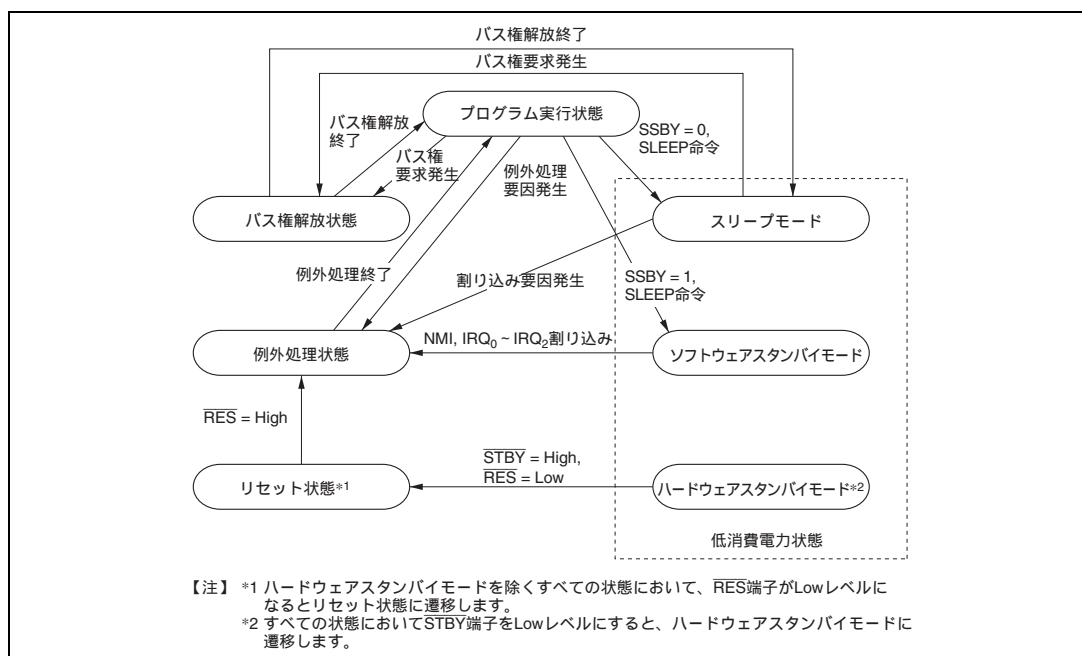 バス権解放終了
バス権要求発生
プログラム実行状態
バス権解放
終了
バス権
要求発生
例外処理
要因発生
SSBY = 0,
SLEEP命令
バス権解放状態
スリープモード
例外処理終了
割り込み要因発生
SSBY = 1,
SLEEP命令
例外処理状態
NMI, IRQ₀ ~ IRQ₂割り込み
ソフトウェアスタンバイモード
RES = High
STBY = High,
RES = Low
リセット状態*1
ハードウェアスタンバイモード*2
低消費電力状態
【注】 *1 ハードウェアスタンバイモードを除くすべての状態において、RES端子がLowレベルに
なるとリセット状態に遷移します。
*2 すべての状態においてSTBY端子をLowレベルにすると、ハードウェアスタンバイモードに
遷移します。